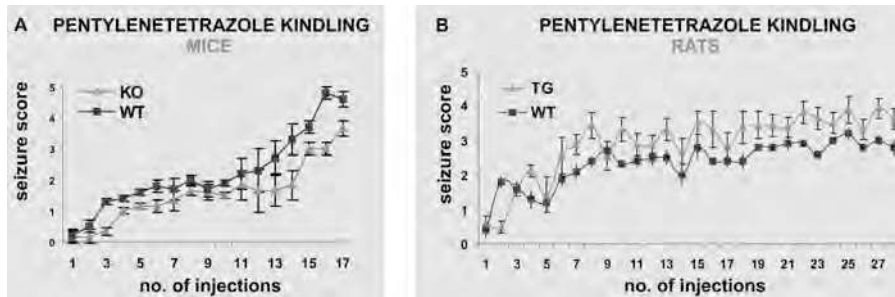 A PENTYLENETETRAZOLE KINDLING
MICE
KO
WT
seizure score
5
4
3
2
1
0
1 3 5 7 9 11 13 15 17
no. of injections
B PENTYLENETETRAZOLE KINDLING
RATS
TG
WT
seizure score
5
4
3
2
1
0
1 3 5 7 9 11 13 15 17 19 21 23 25 27
no. of injections